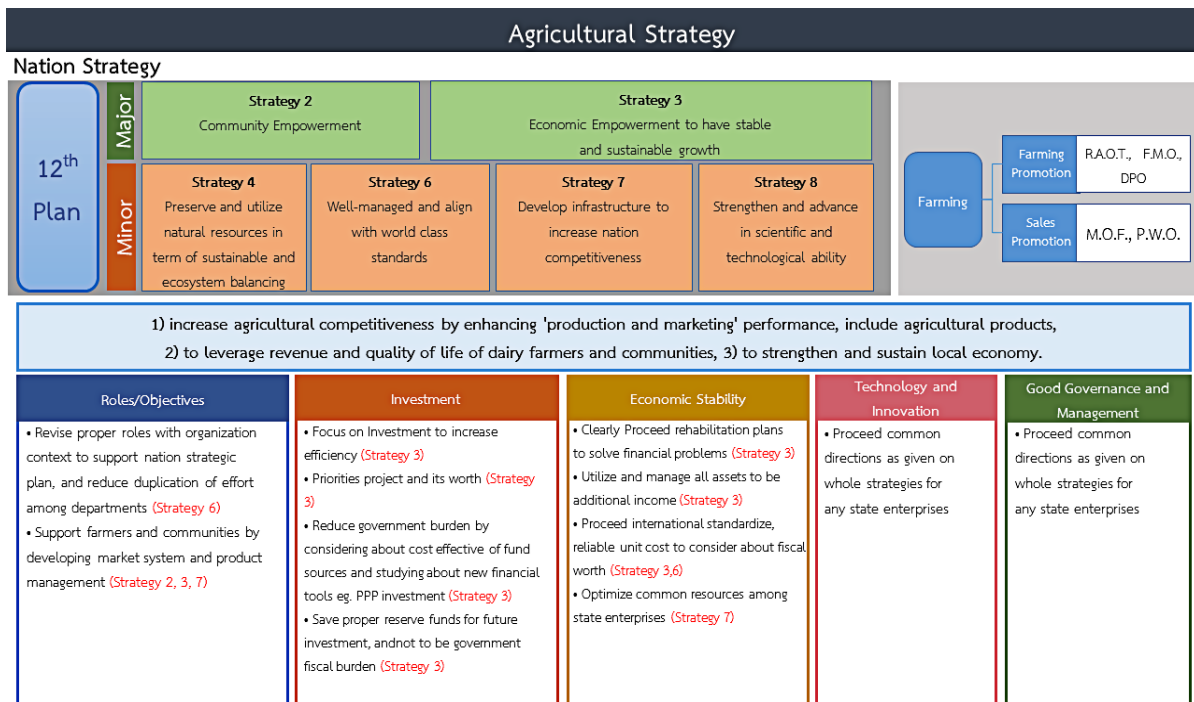 Agricultural Strategy
Nation Strategy
12th
Plan
Major
Strategy 2
Community Empowerment
Strategy 3
Economic Empowerment to have stable
and sustainable growth
Minor
Strategy 4
Preserve and utilize
natural resources in
term of sustainable and
ecosystem balancing
Strategy 6
Well-managed and align
with world class
standards
Strategy 7
Develop infrastructure to
increase nation
competitiveness
Strategy 8
Strengthen and advance
in scientific and
technological ability
Farming
Farming
Promotion
R.A.O.T., F.M.O.,
DPO
Sales
Promotion
M.O.F., P.W.O.
1) increase agricultural competitiveness by enhancing 'production and marketing' performance, include agricultural products,
2) to leverage revenue and quality of life of dairy farmers and communities, 3) to strengthen and sustain local economy.
Roles/Objectives
• Revise proper roles with organization
context to support nation strategic
plan, and reduce duplication of effort
among departments (Strategy 6)
• Support farmers and communities by
developing market system and product
management (Strategy 2, 3, 7)
Investment
• Focus on Investment to increase
efficiency (Strategy 3)
• Priorities project and its worth (Strategy
3)
• Reduce government burden by
considering about cost effective of fund
sources and studying about new financial
tools eg. PPP investment (Strategy 3)
• Save proper reserve funds for future
investment, andnot to be government
fiscal burden (Strategy 3)
Economic Stability
• Clearly Proceed rehabilitation plans
to solve financial problems (Strategy 3)
• Utilize and manage all assets to be
additional income (Strategy 3)
• Proceed international standardize,
reliable unit cost to consider about fiscal
worth (Strategy 3,6)
• Optimize common resources among
state enterprises (Strategy 7)
Technology and
Innovation
• Proceed common
directions as given on
whole strategies for
any state enterprises
Good Governance and
Management
• Proceed common
directions as given on
whole strategies for
any state enterprises